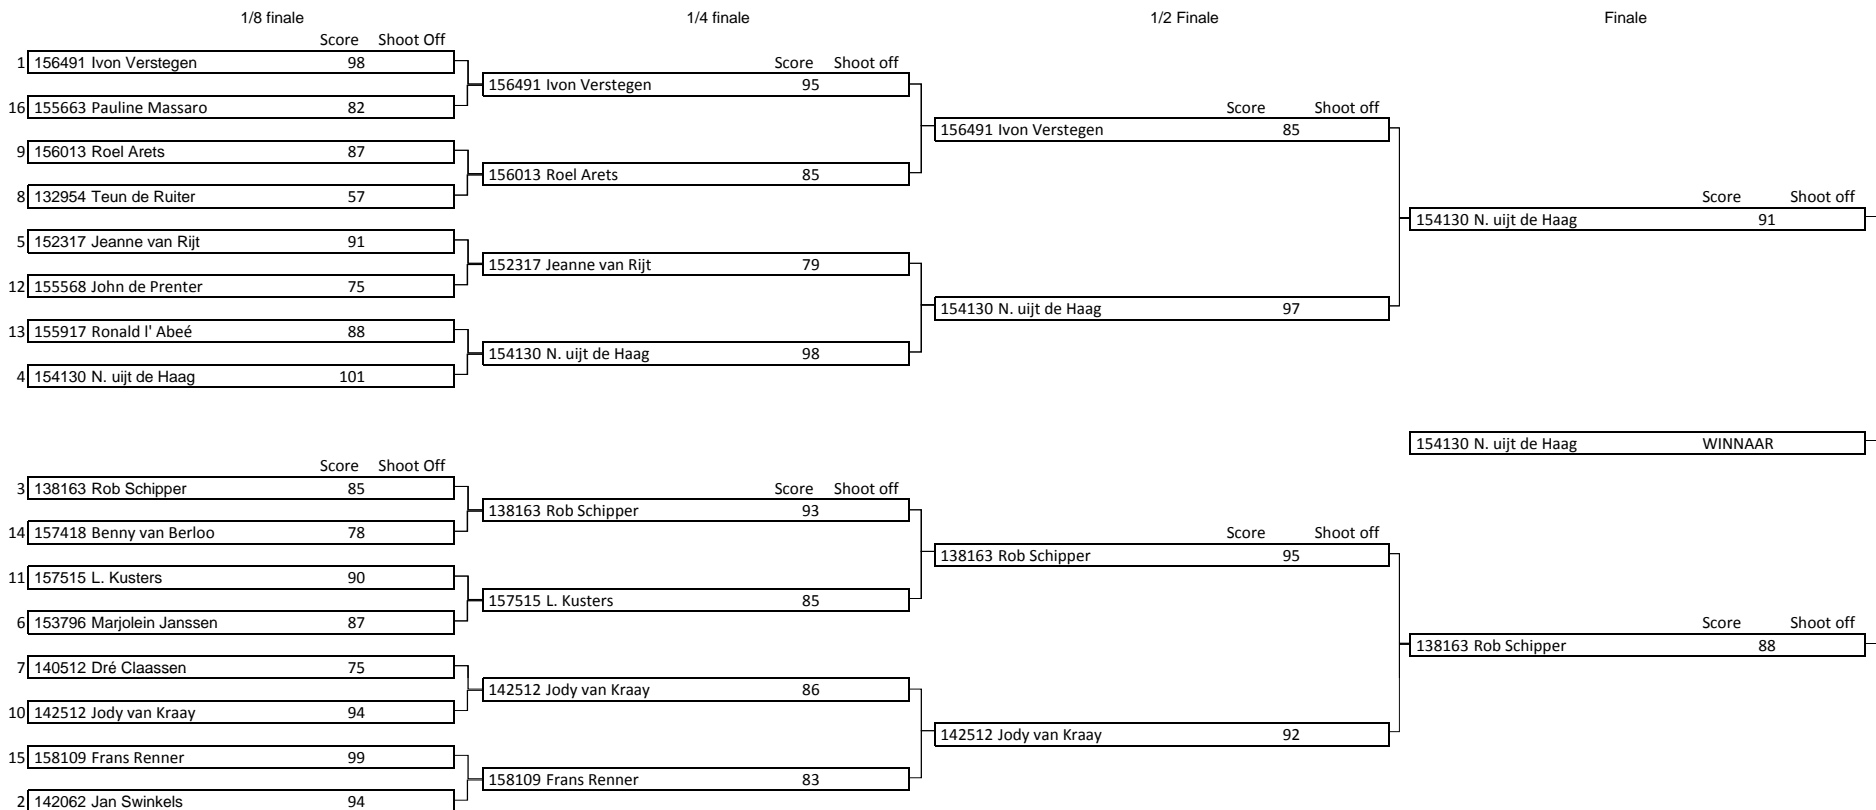 1/8 finale 1/4 finale 1/2 Finale Finale
Score Shoot Off
1 156491 Ivon Verstegen 98 Score Shoot off
156491 Ivon Verstegen 95
16 155663 Pauline Massaro 82 Score Shoot off
156491 Ivon Verstegen 85
9 156013 Roel Arets 87
156013 Roel Arets 85
8 132954 Teun de Ruiter 57 Score Shoot off
154130 N. uijt de Haag 91
5 152317 Jeanne van Rijt 91
152317 Jeanne van Rijt 79
12 155568 John de Prenter 75
154130 N. uijt de Haag 97
13 155917 Ronald l' Abeé 88
154130 N. uijt de Haag 98
4 154130 N. uijt de Haag 101
154130 N. uijt de Haag WINNAAR
Score Shoot Off
3 138163 Rob Schipper 85 Score Shoot off
138163 Rob Schipper 93
14 157418 Benny van Berloo 78 Score Shoot off
138163 Rob Schipper 95
11 157515 L. Kusters 90
157515 L. Kusters 85
6 153796 Marjolein Janssen 87 Score Shoot off
138163 Rob Schipper 88
7 140512 Dré Claassen 75
142512 Jody van Kraay 86
10 142512 Jody van Kraay 94
142512 Jody van Kraay 92
15 158109 Frans Renner 99
158109 Frans Renner 83
2 142062 Jan Swinkels 94